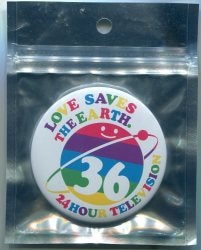 LOVE SAVES
THE EARTH.
36
24HOUR TELEVISION